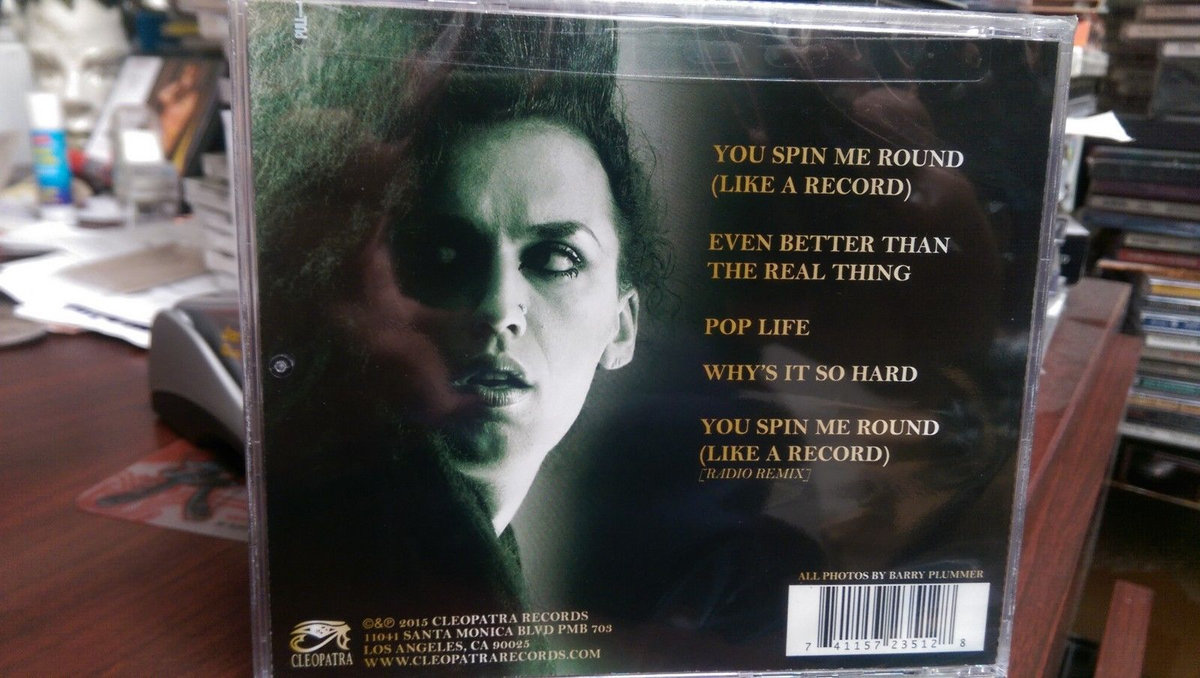 PULL
YOU SPIN ME ROUND
(LIKE A RECORD)
EVEN BETTER THAN
THE REAL THING
POP LIFE
WHY'S IT SO HARD
YOU SPIN ME ROUND
(LIKE A RECORD)
[RADIO REMIX]
ALL PHOTOS BY BARRY PLUMMER
7 41157 23512 8
CLEOPATRA
©&℗ 2015 CLEOPATRA RECORDS
11041 SANTA MONICA BLVD PMB 703
LOS ANGELES, CA 90025
WWW.CLEOPATRARECORDS.COM